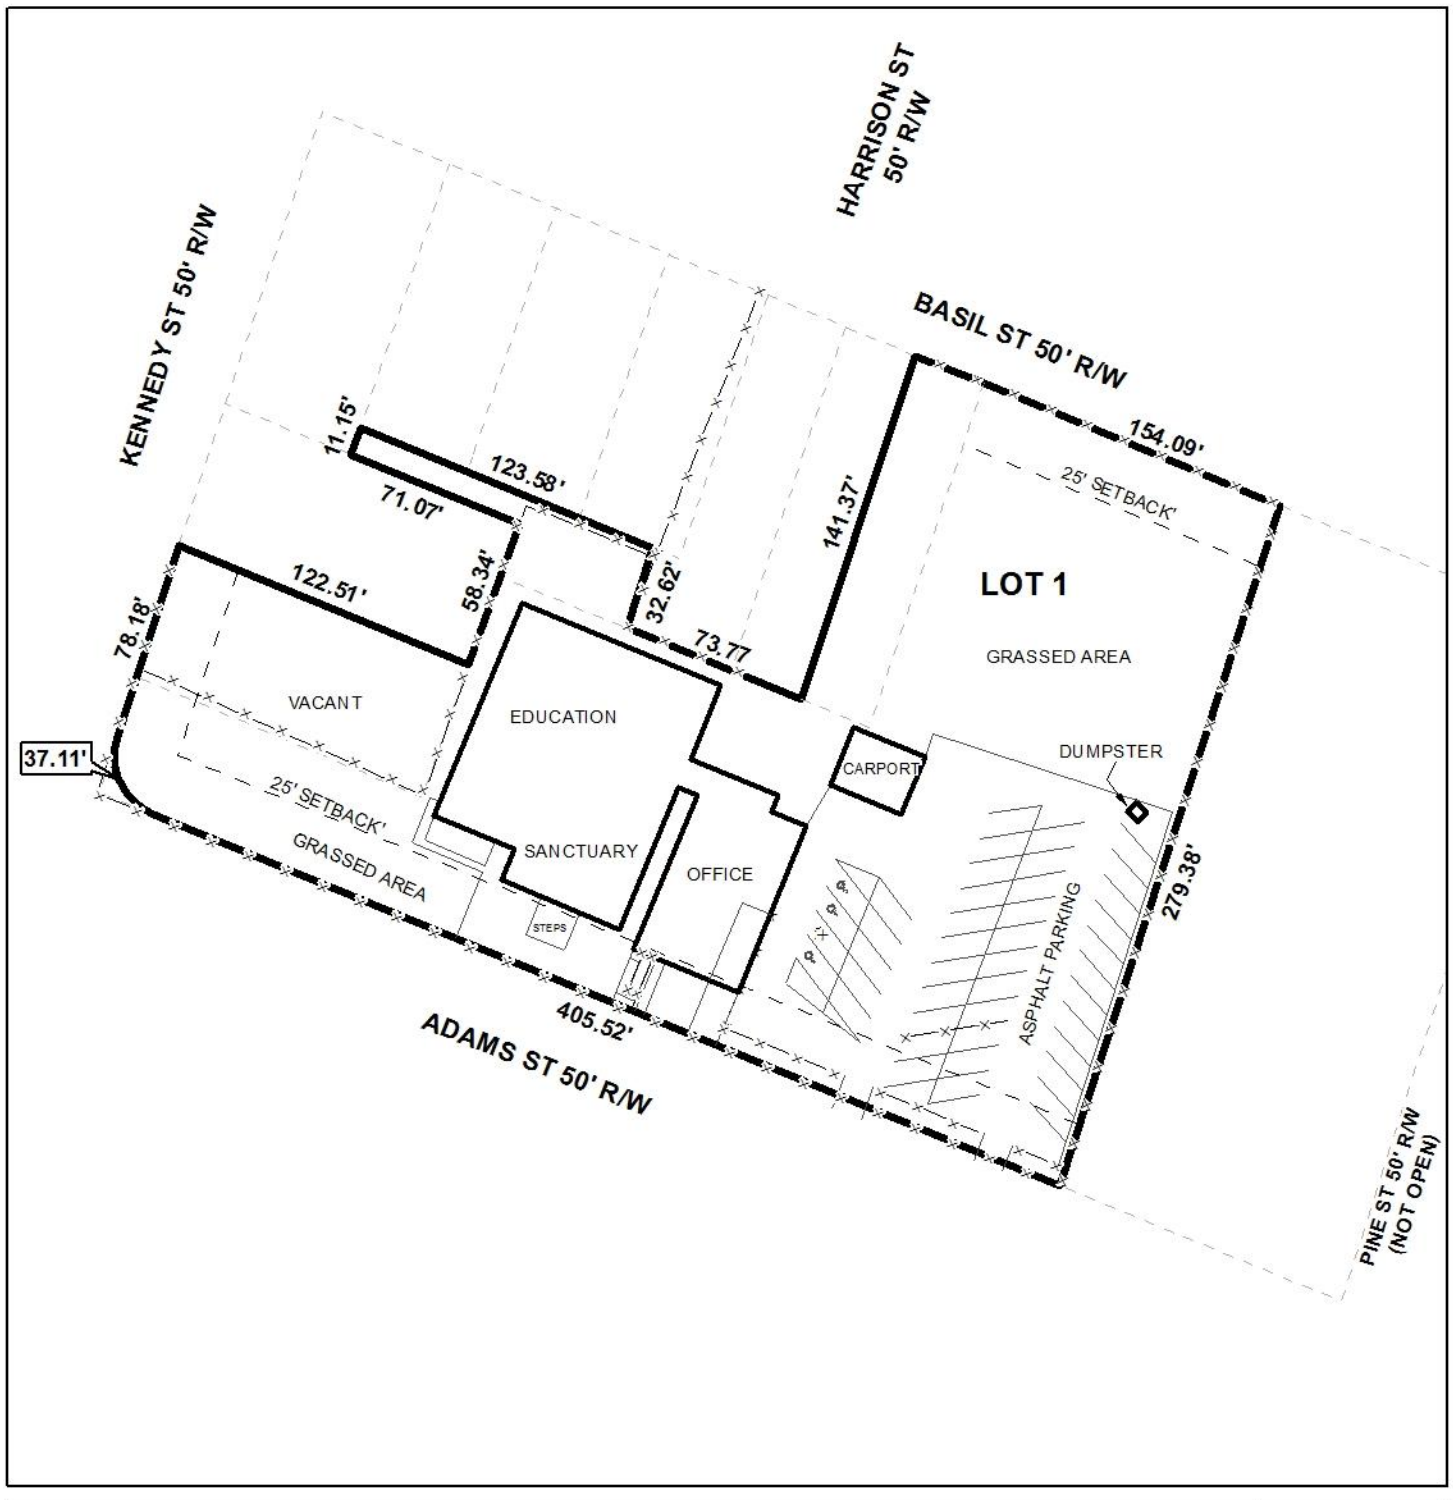 HARRISON ST
50' R/W
KENNEDY ST 50' R/W
BASIL ST 50' R/W
154.09'
11.15'
123.58'
71.07'
25' SETBACK'
141.37'
58.34'
122.51'
32.62'
LOT 1
78.18'
73.77
GRASSED AREA
VACANT
EDUCATION
DUMPSTER
37.11'
CARPORT
25' SETBACK'
GRASSED AREA
SANCTUARY
OFFICE
279.38'
STEPS
ASPHALT PARKING
405.52'
ADAMS ST 50' R/W
PINE ST 50' R/W
(NOT OPEN)